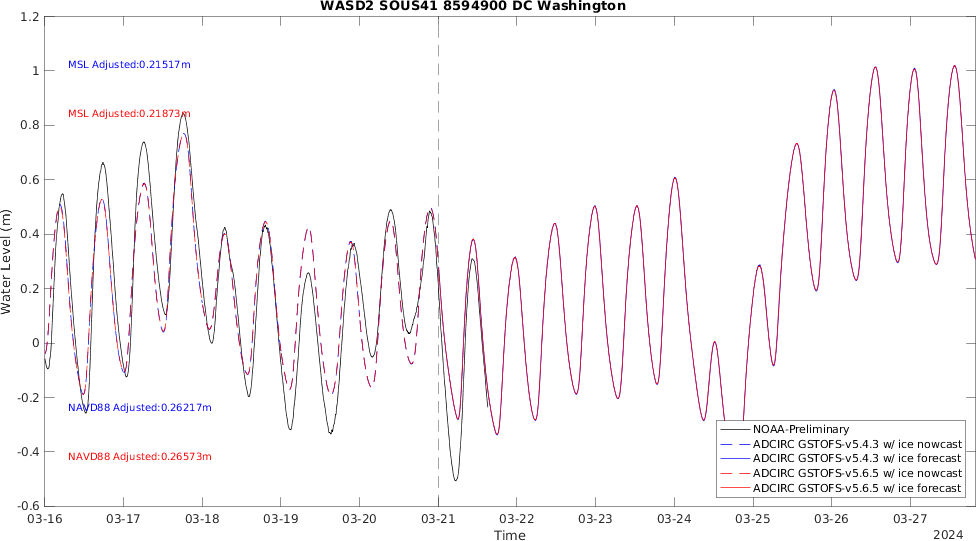 WASD2 SOUS41 8594900 DC Washington
1.2
1
0.8
0.6
0.4
0.2
0
-0.2
-0.4
-0.6
Water Level (m)
MSL Adjusted:0.21517m
MSL Adjusted:0.21873m
NAVD88 Adjusted:0.26217m
NAVD88 Adjusted:0.26573m
NOAA-Preliminary
ADCIRC GSTOFS-v5.4.3 w/ ice nowcast
ADCIRC GSTOFS-v5.4.3 w/ ice forecast
ADCIRC GSTOFS-v5.6.5 w/ ice nowcast
ADCIRC GSTOFS-v5.6.5 w/ ice forecast
03-16 03-17 03-18 03-19 03-20 03-21 03-22 03-23 03-24 03-25 03-26 03-27
Time
2024